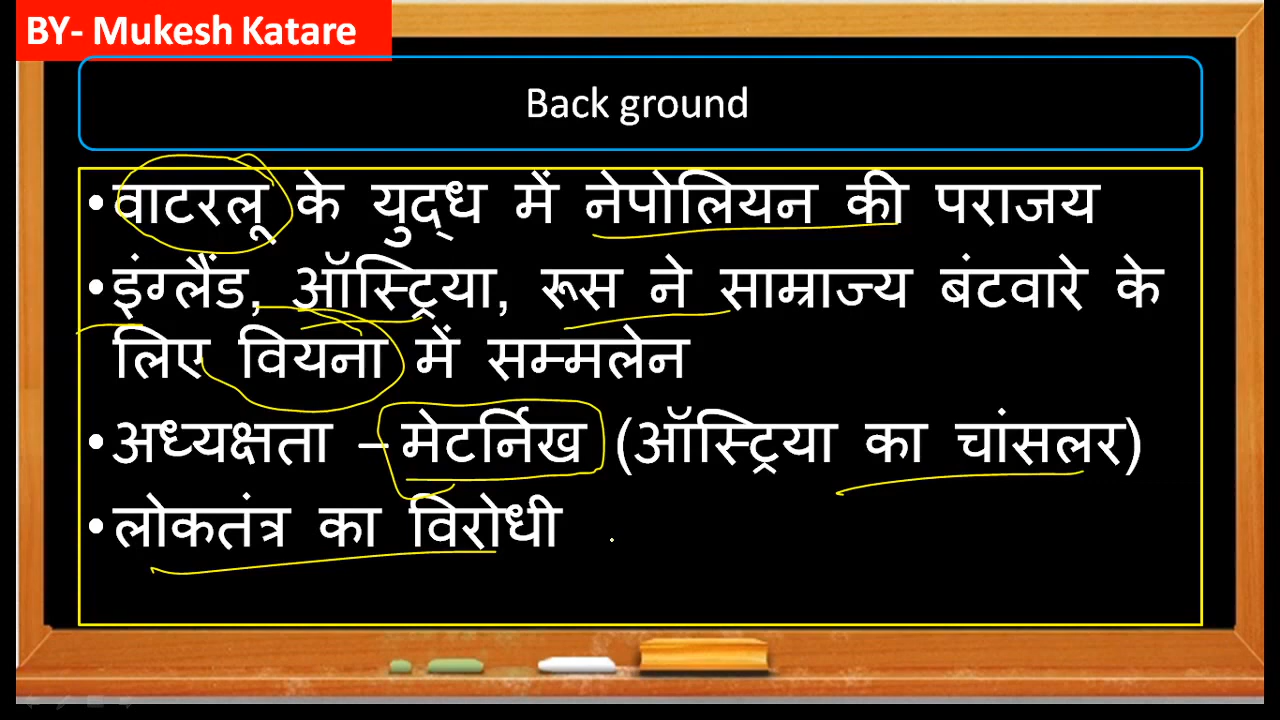 BY- Mukesh Katare
Back ground
•वाटरलू के युद्‌ध में नेपोलियन की पराजय
•इंग्लैंड, ऑस्ट्रिया, रूस ने साम्राज्य बंटवारे के
लिए वियना में सम्मलेन
•अध्यक्षता –मेटर्निख (ऑस्ट्रिया का चांसलर)
•लोकतंत्र का विरोधी